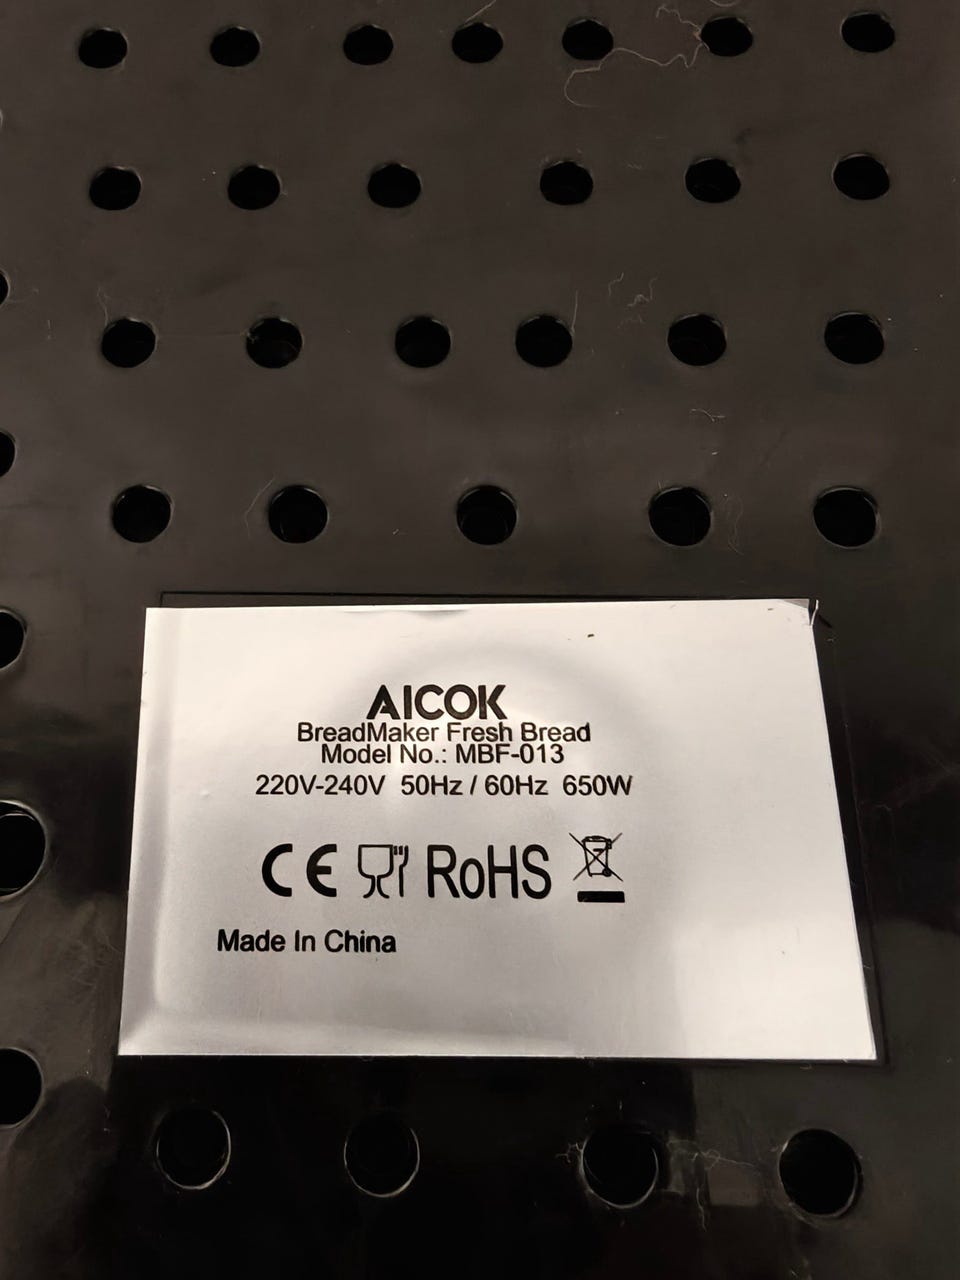 AICOK
BreadMaker Fresh Bread
Model No.: MBF-013
220V-240V 50Hz / 60Hz 650W
CE RoHS
Made In China